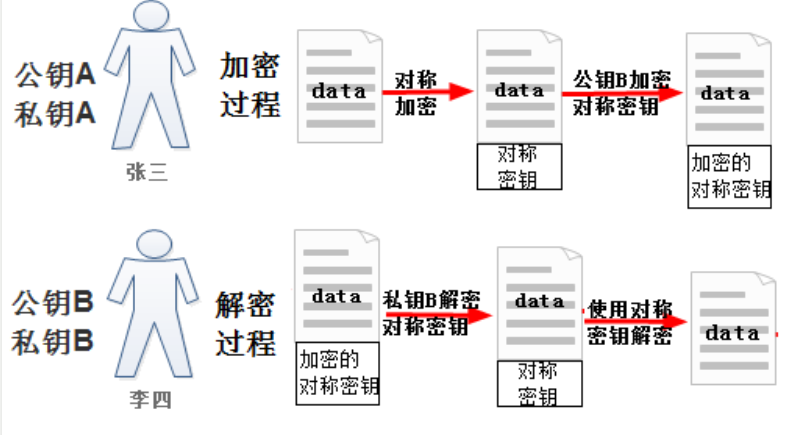 公钥A
私钥A
张三
加密
过程
data
对称
加密
data
对称
密钥
公钥B加密
对称密钥
data
加密的
对称密钥
公钥B
私钥B
李四
解密
过程
data
加密的
对称密钥
私钥B解密
对称密钥
data
对称
密钥
使用对称
密钥解密
data